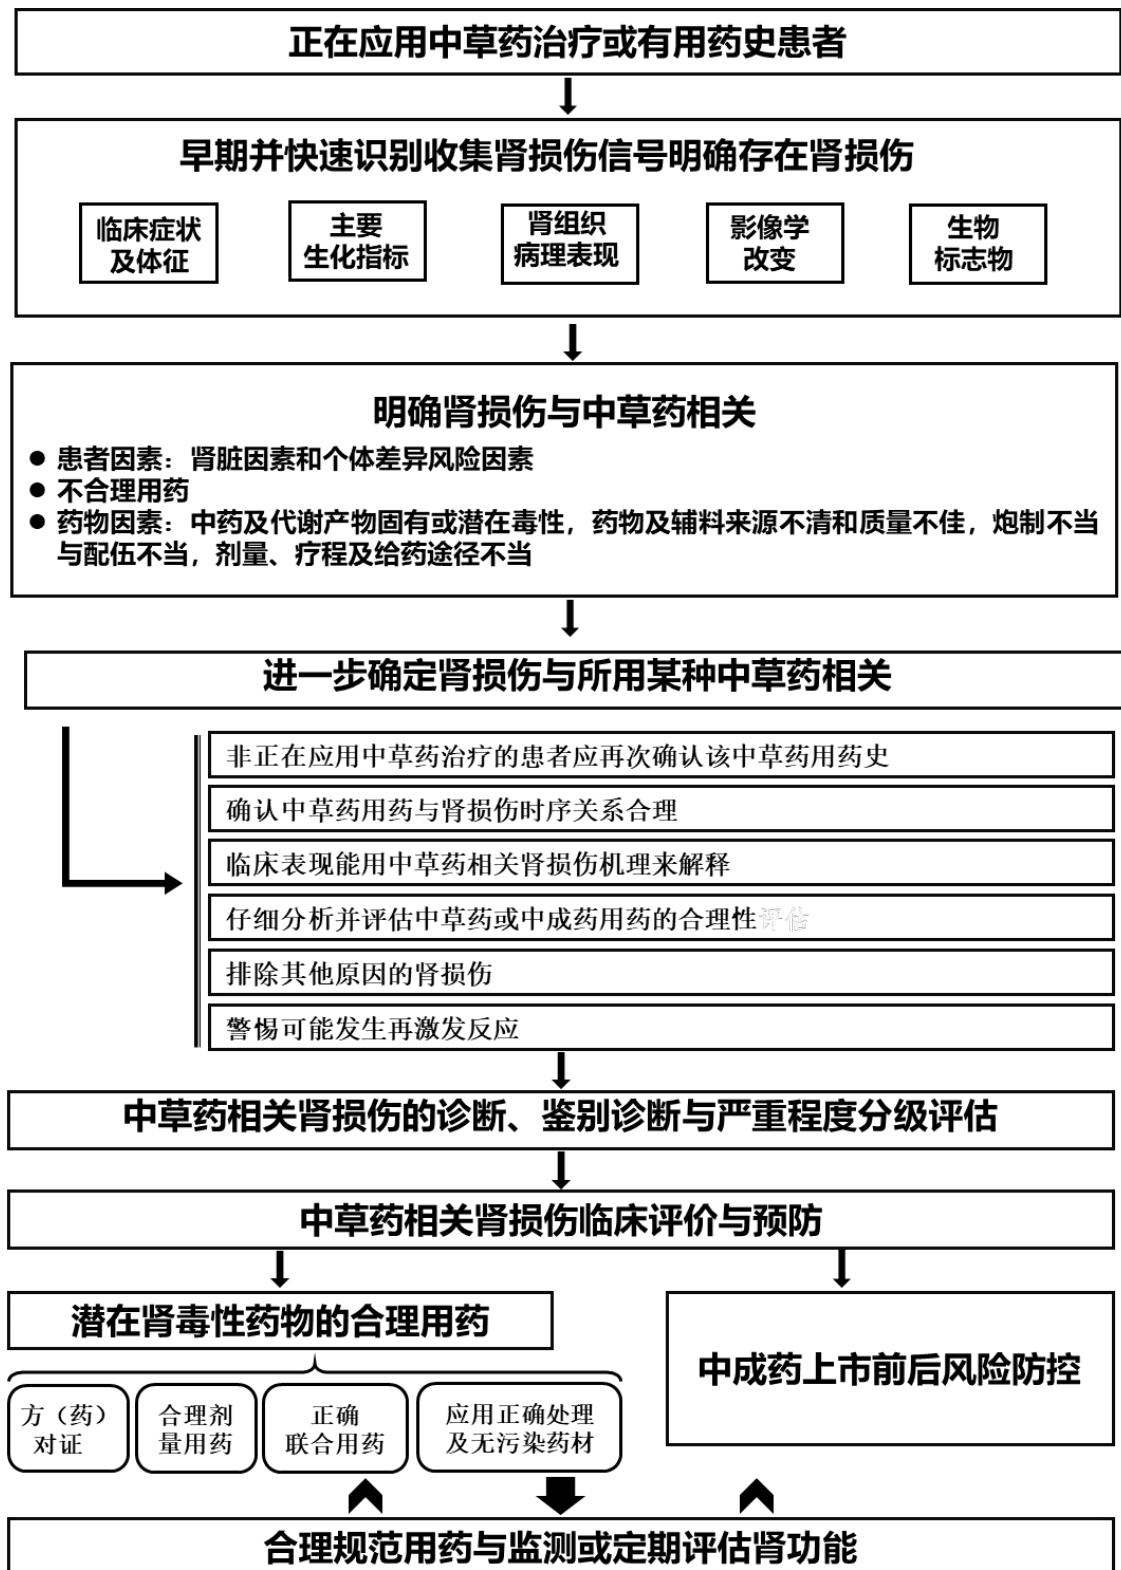 正在应用中草药治疗或有用药史患者
早期并快速识别收集肾损伤信号明确存在肾损伤
临床症状
及体征
主要
生化指标
肾组织
病理表现
影像学
改变
生物
标志物
明确肾损伤与中草药相关
● 患者因素：肾脏因素和个体差异风险因素
● 不合理用药
● 药物因素：中药及代谢产物固有或潜在毒性，药物及辅料来源不清和质量不佳，炮制不当
与配伍不当，剂量、疗程及给药途径不当
进一步确定肾损伤与所用某种中草药相关
非正在应用中草药治疗的患者应再次确认该中草药用药史
确认中草药用药与肾损伤时序关系合理
临床表现能用中草药相关肾损伤机理来解释
仔细分析并评估中草药或中成药用药的合理性评估
排除其他原因的肾损伤
警惕可能发生再激发反应
中草药相关肾损伤的诊断、鉴别诊断与严重程度分级评估
中草药相关肾损伤临床评价与预防
潜在肾毒性药物的合理用药
中成药上市前后风险防控
方（药）
对证
合理剂
量用药
正确
联合用药
应用正确处理
及无污染药材
合理规范用药与监测或定期评估肾功能